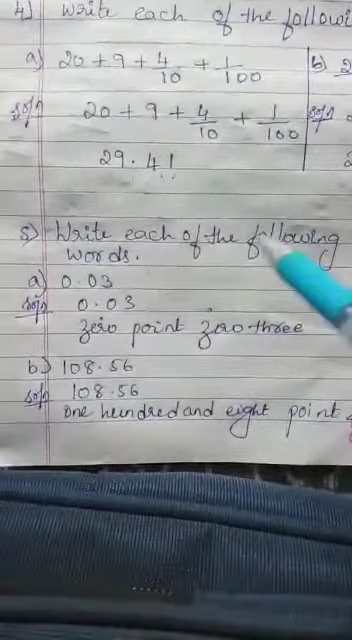 4) Write each of the followi
a) 20 + 9 + 4/10 + 1/100
b) 2
soln 20 + 9 + 4/10 + 1/100
soln
29.41
5) Write each of the following
words.
a) 0.03
soln 0.03
zero point zero three
b) 108.56
soln 108.56
One hundred and eight point